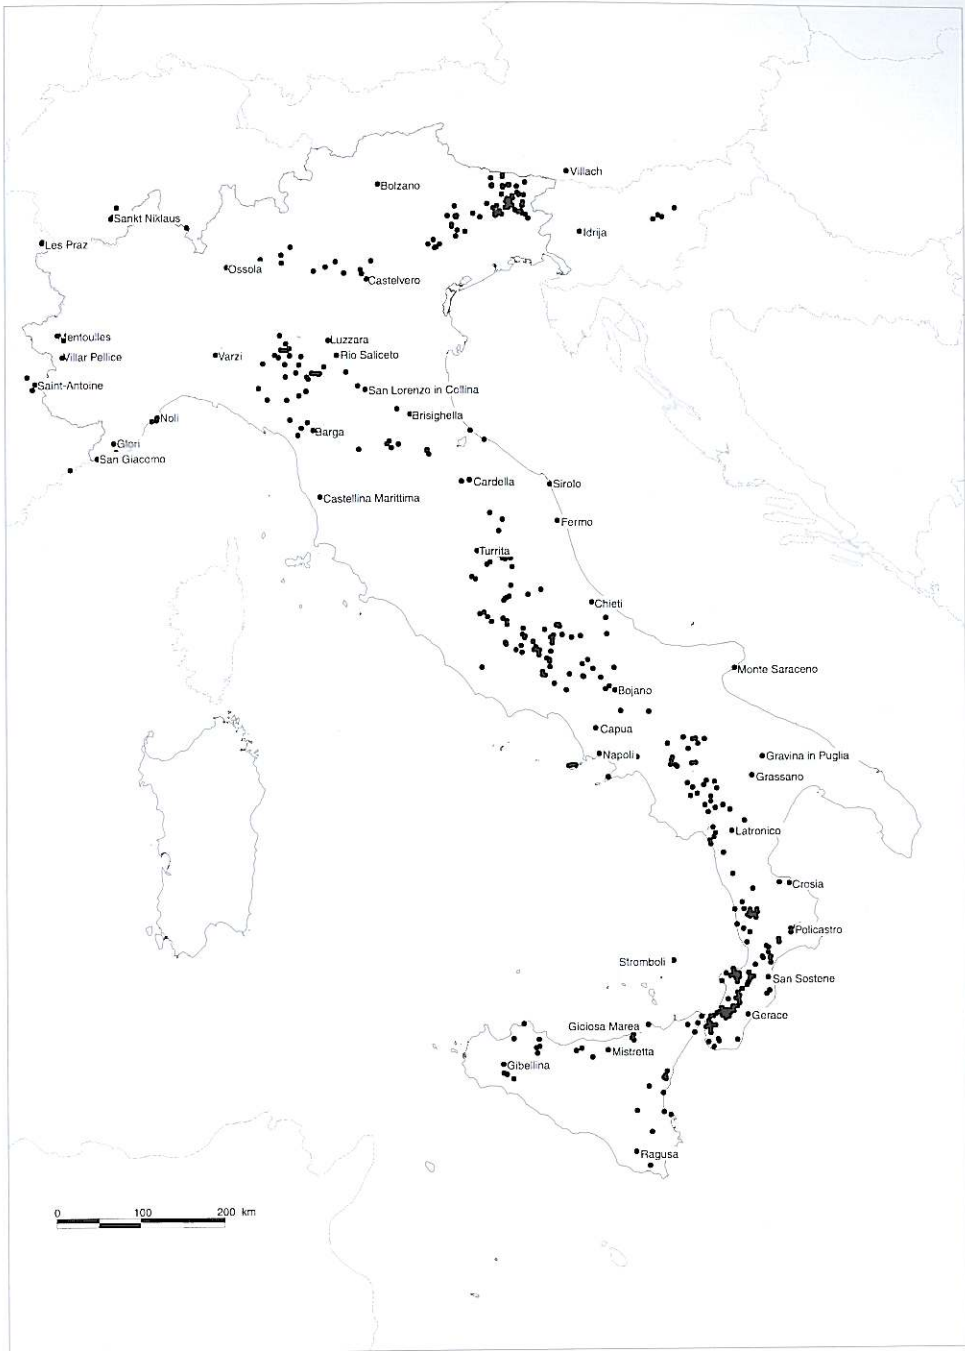 Villach
Bolzano
Sankt Niklaus
Idrija
Les Praz
Ossola
Castelvero
Luzzara
Villar Pellice
Varzi
Rio Saliceto
Saint-Antoine
San Lorenzo in Collina
Noli
Brisighella
Barga
Glori
San Giacomo
Cardella
Sirolo
Castellina Marittima
Fermo
Turrita
Chieti
Monte Saraceno
Bojano
Capua
Napoli
Gravina in Puglia
Grassano
Latronico
Crosia
Policastro
Stromboli
San Sostene
Gerace
Gioiosa Marea
Mistretta
Gibellina
Ragusa
0 100 200 km